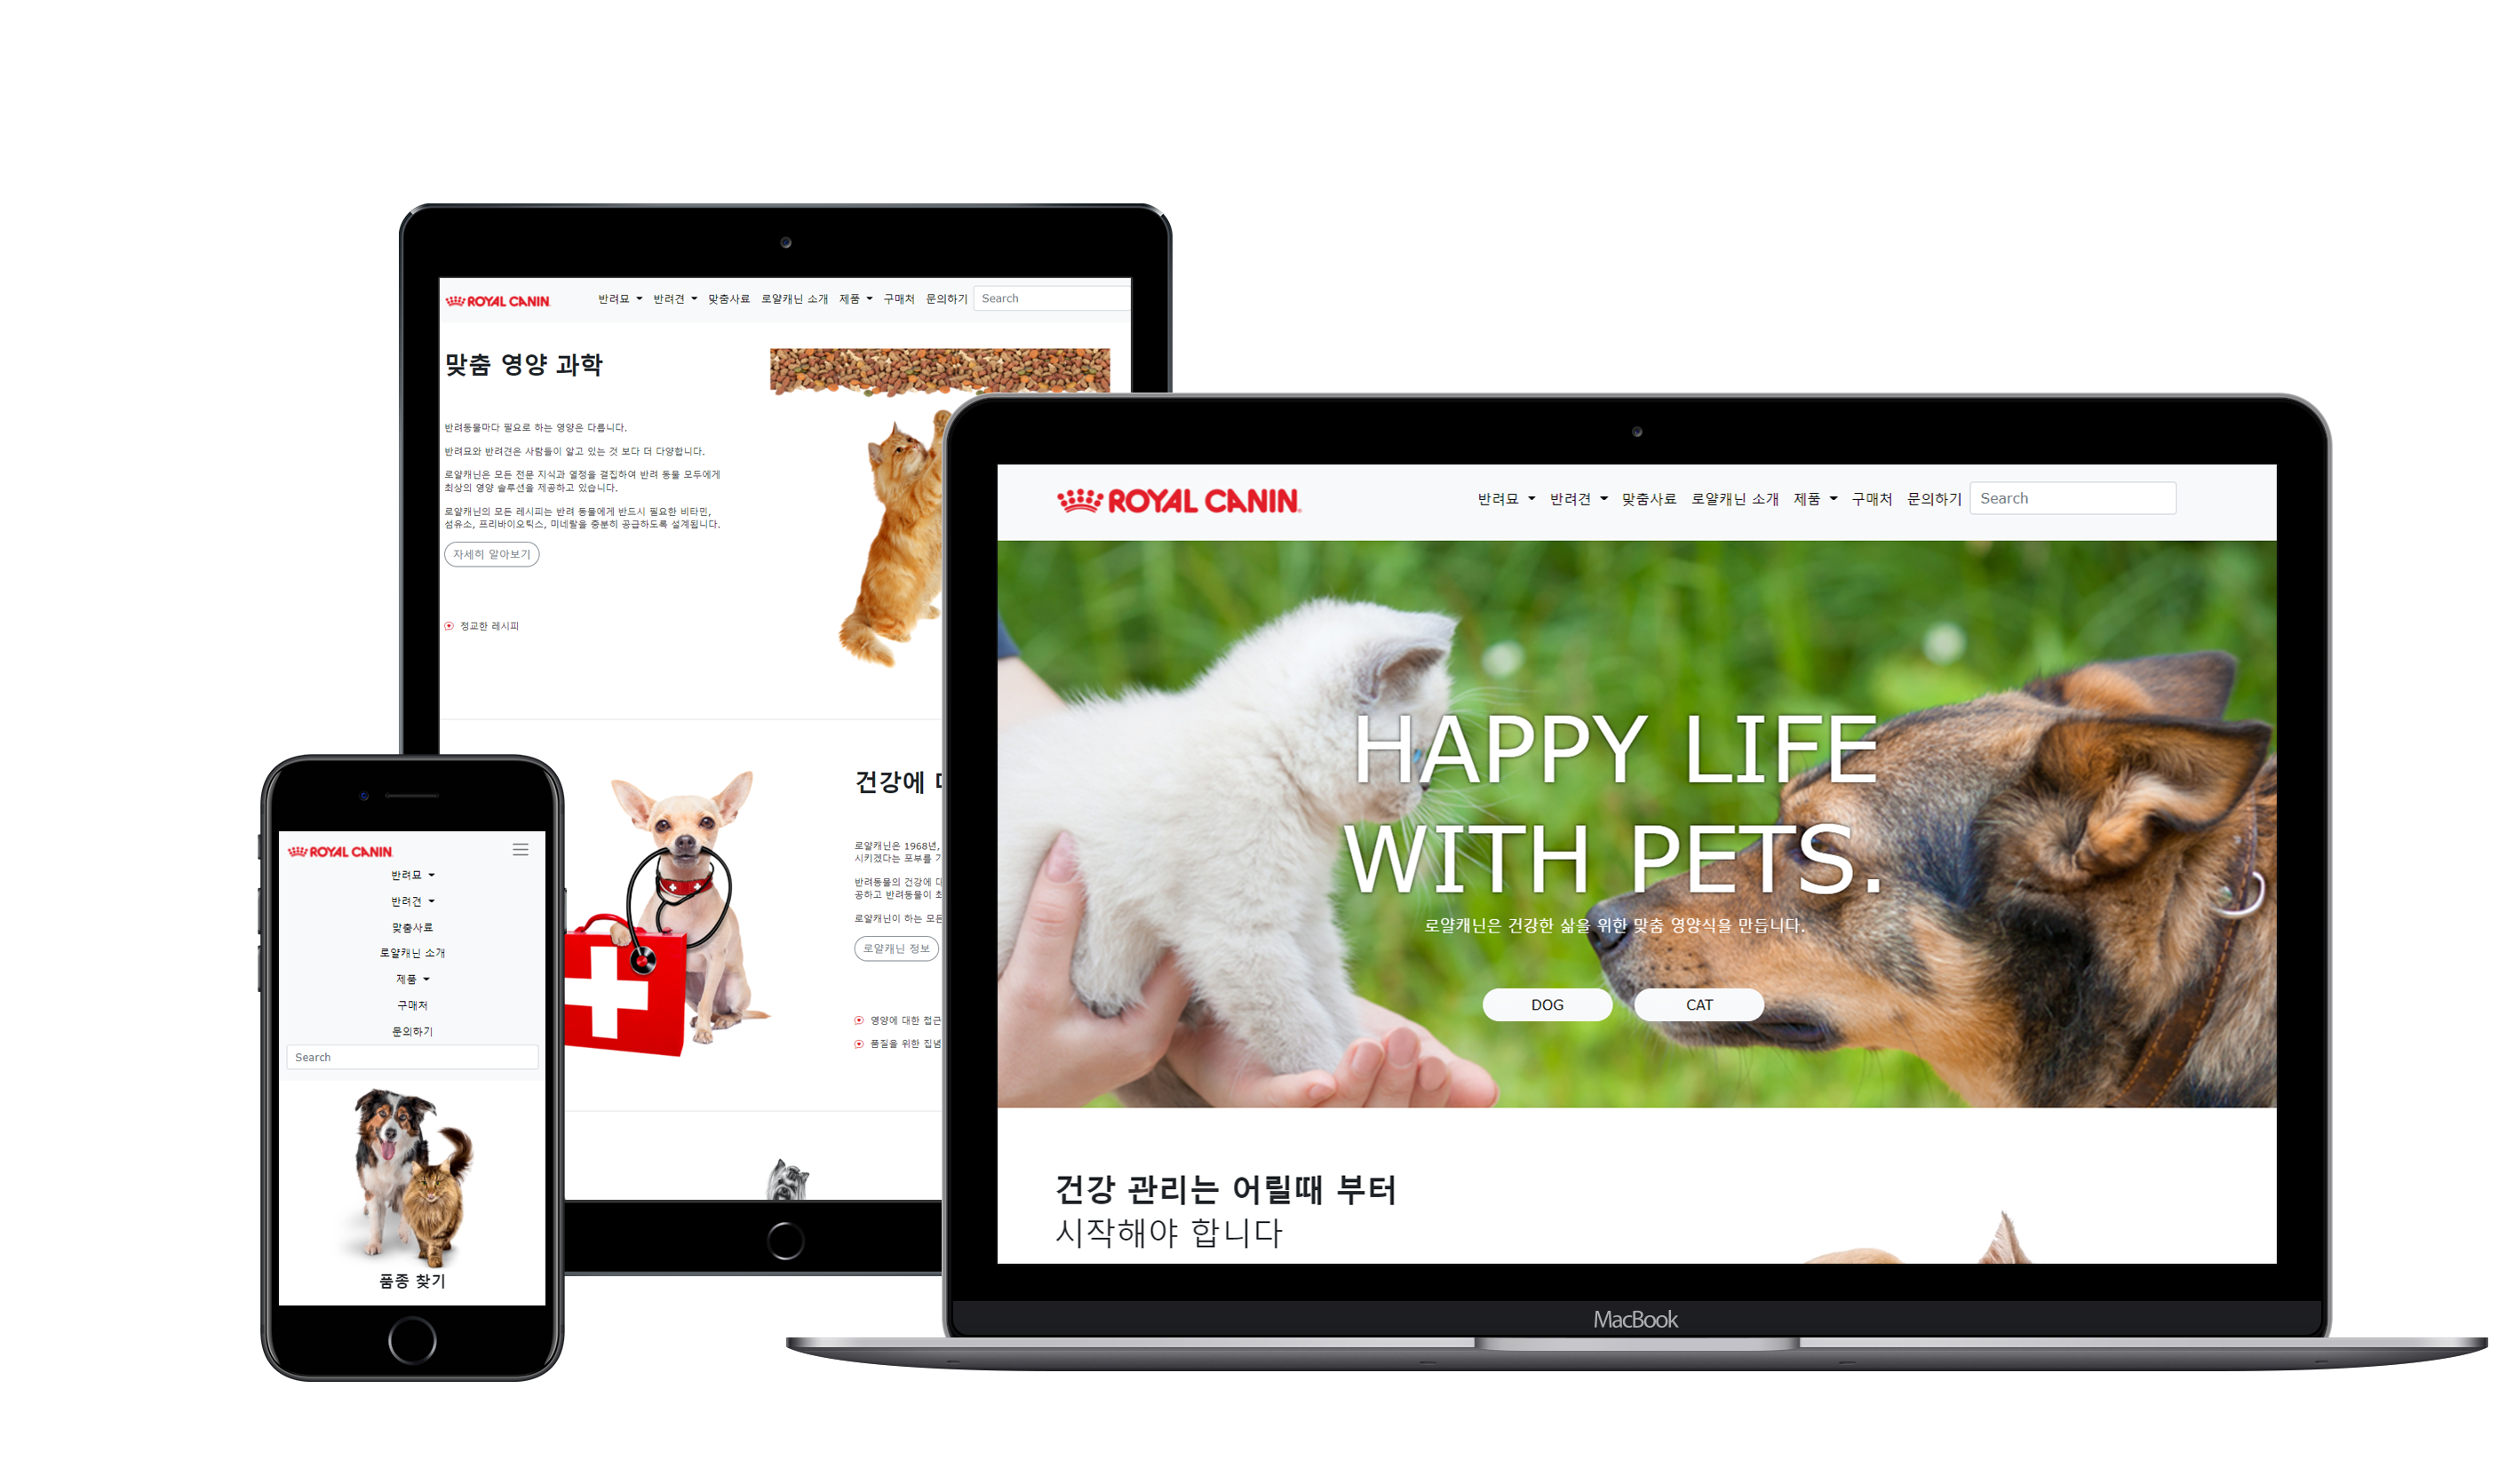 ROYAL CANIN
반려묘
반려견
맞춤사료
로얄캐닌 소개
제품
구매처
문의하기
Search
맞춤 영양 과학
반려동물마다 필요로 하는 영양은 다릅니다.
반려묘와 반려견은 사람들이 알고 있는 것 보다 더 다양합니다.
로얄캐닌은 모든 전문 지식과 열정을 결집하여 반려 동물 모두에게
최상의 영양 솔루션을 제공하고 있습니다.
로얄캐닌의 모든 레시피는 반려 동물에게 반드시 필요한 비타민,
섬유소, 프리바이오틱스, 미네랄을 충분히 공급하도록 설계됩니다.
자세히 알아보기
정교한 레시피
건강에
로얄캐닌은 1968년,
시키겠다는 포부를
반려동물의 건강에
공하고 반려동물이
로얄캐닌이 하는 모든
로얄캐닌 정보
영양에 대한 접근
품질을 위한 집념
ROYAL CANIN
반려묘
반려견
맞춤사료
로얄캐닌 소개
제품
구매처
문의하기
Search
품종 찾기
ROYAL CANIN
반려묘
반려견
맞춤사료
로얄캐닌 소개
제품
구매처
문의하기
Search
HAPPY LIFE
WITH PETS.
로얄캐닌은 건강한 삶을 위한 맞춤 영양식을 만듭니다.
DOG
CAT
건강 관리는 어릴때 부터
시작해야 합니다
MacBook